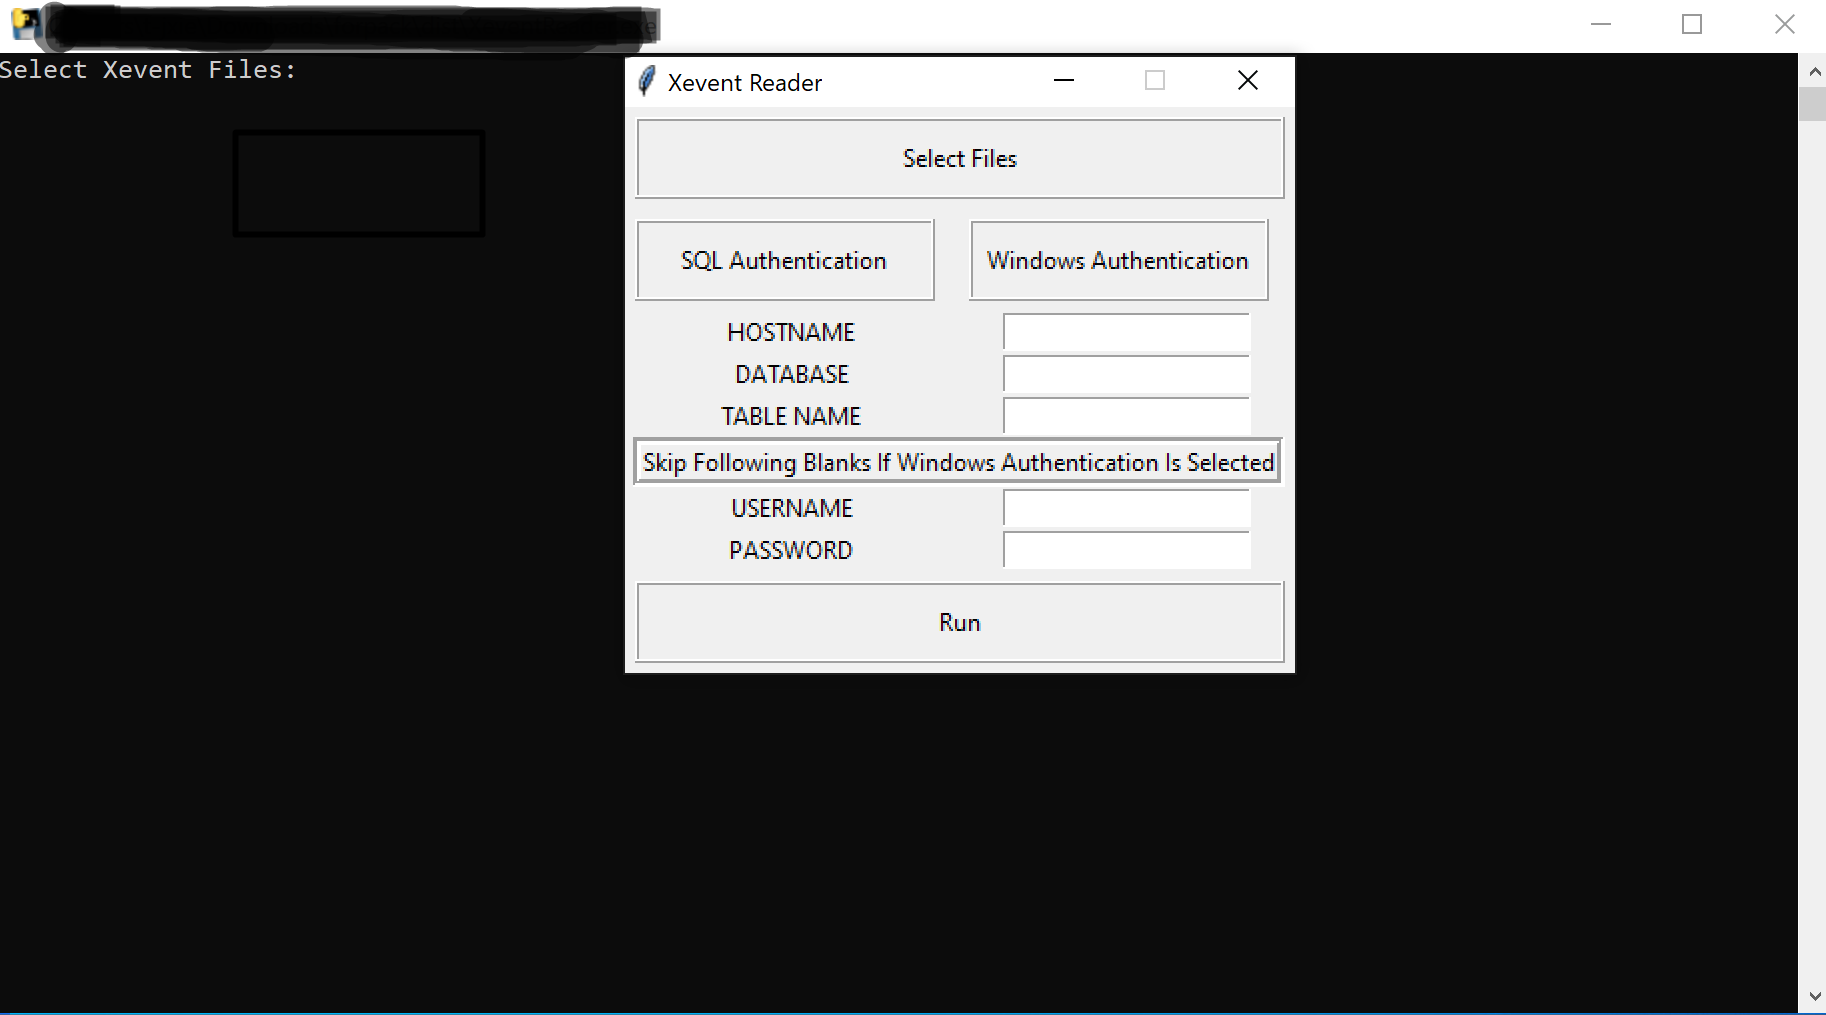 Select Xevent Files:
Xevent Reader
Select Files
SQL Authentication
Windows Authentication
HOSTNAME
DATABASE
TABLE NAME
Skip Following Blanks If Windows Authentication Is Selected
USERNAME
PASSWORD
Run